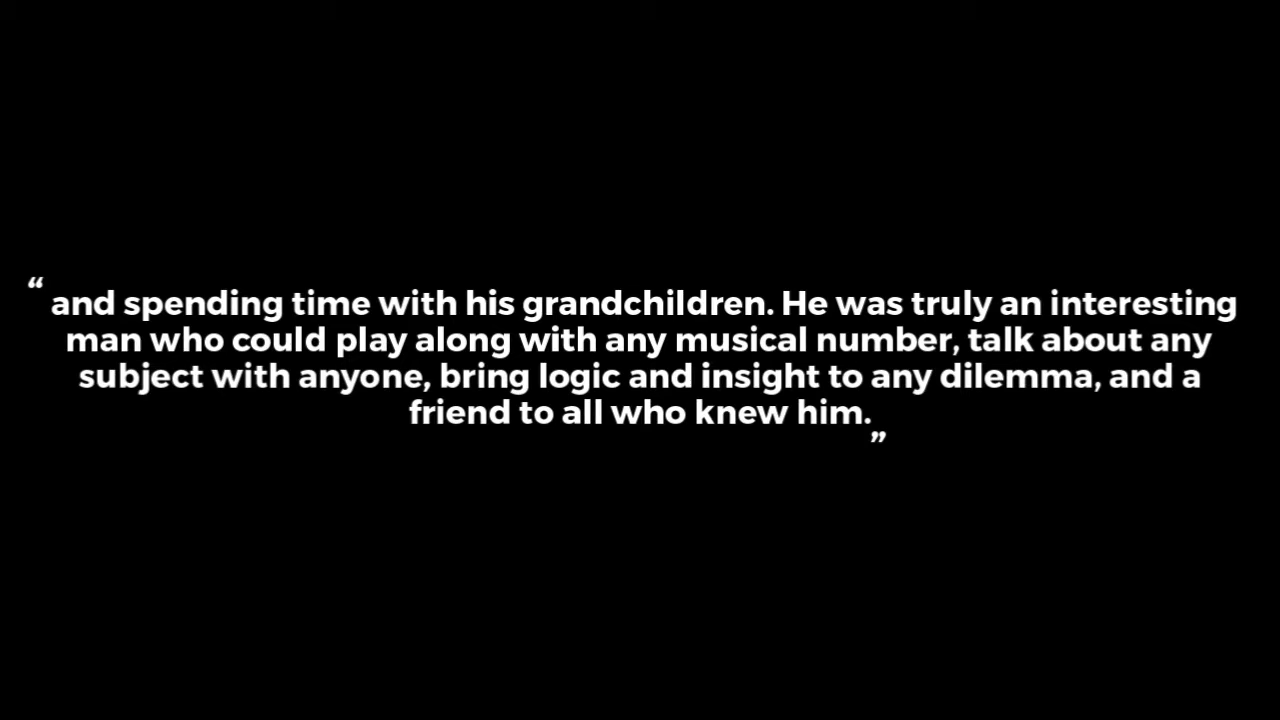 “ and spending time with his grandchildren. He was truly an interesting
man who could play along with any musical number, talk about any
subject with anyone, bring logic and insight to any dilemma, and a
friend to all who knew him. ”